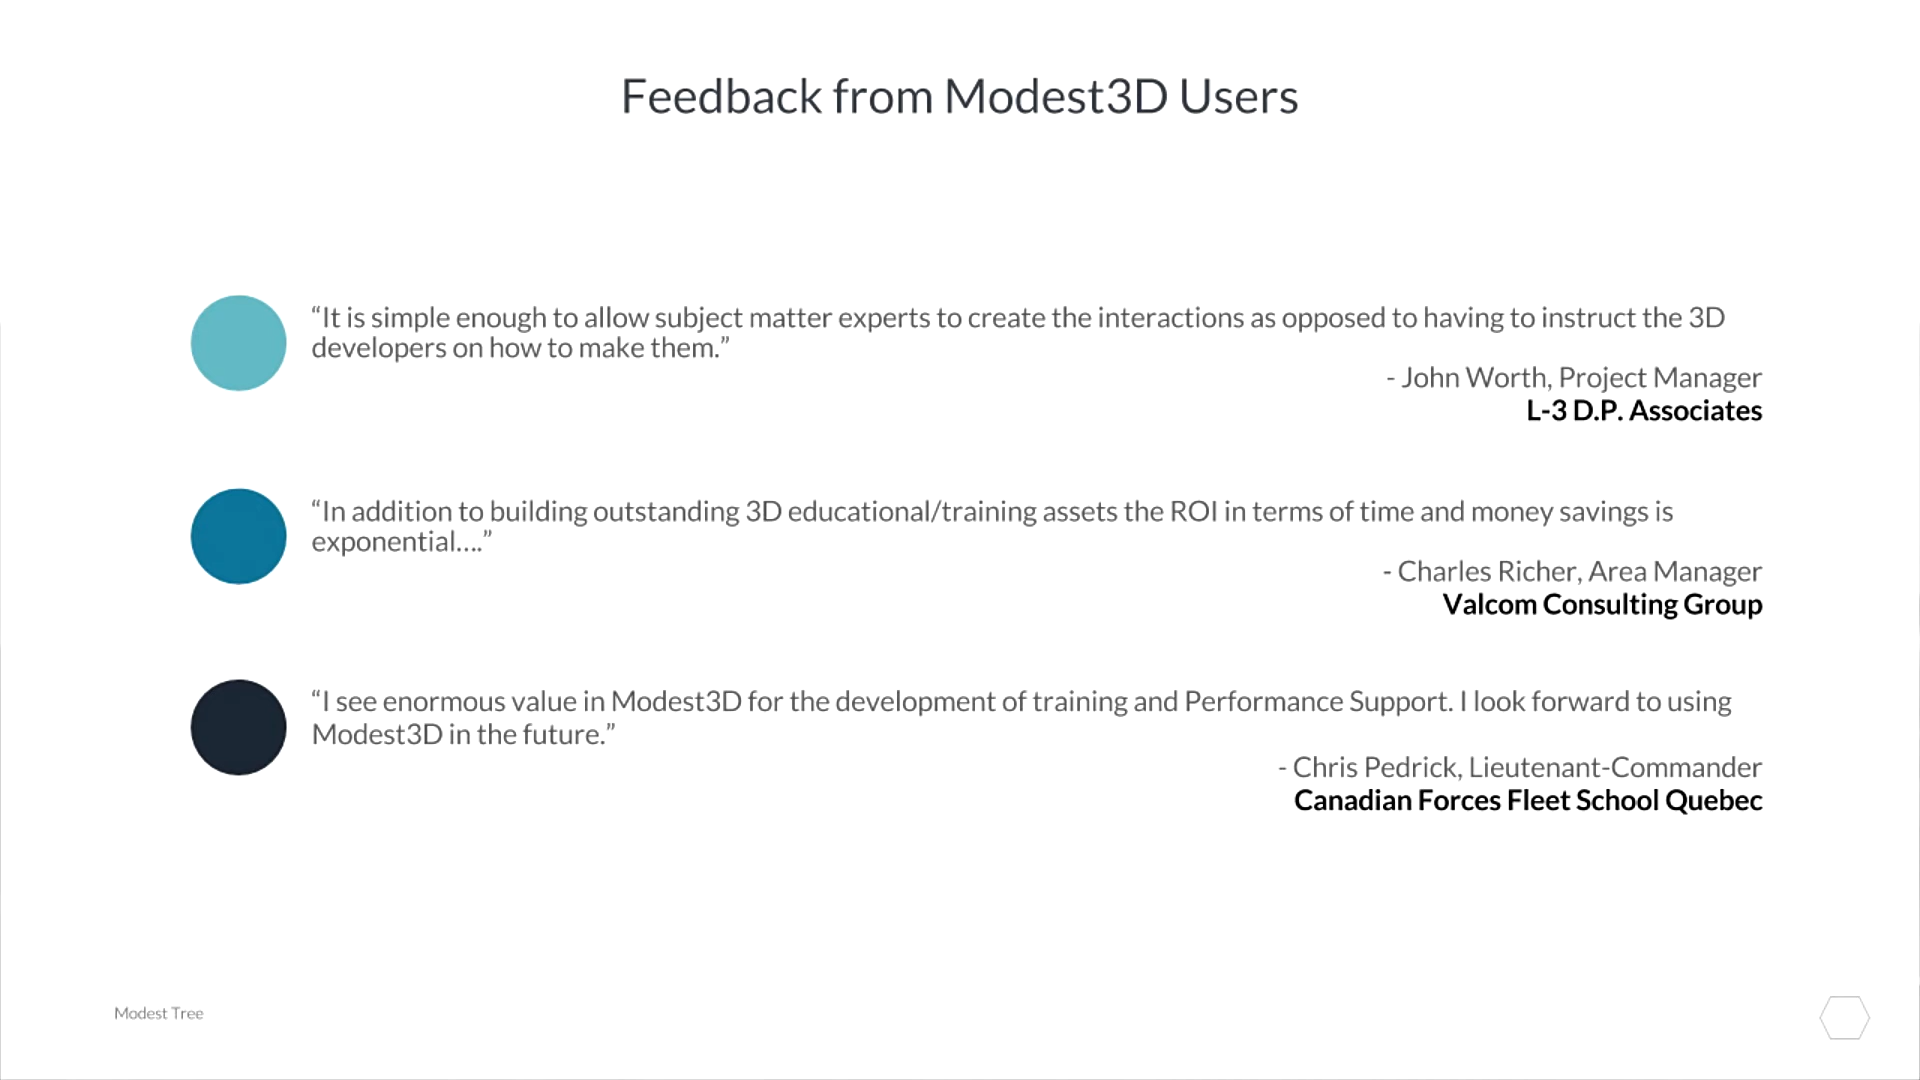 Feedback from Modest3D Users
“It is simple enough to allow subject matter experts to create the interactions as opposed to having to instruct the 3D
developers on how to make them.”
- John Worth, Project Manager
L-3 D.P. Associates
“In addition to building outstanding 3D educational/training assets the ROI in terms of time and money savings is
exponential....”
- Charles Richer, Area Manager
Valcom Consulting Group
“I see enormous value in Modest3D for the development of training and Performance Support. I look forward to using
Modest3D in the future.”
- Chris Pedrick, Lieutenant-Commander
Canadian Forces Fleet School Quebec
Modest Tree